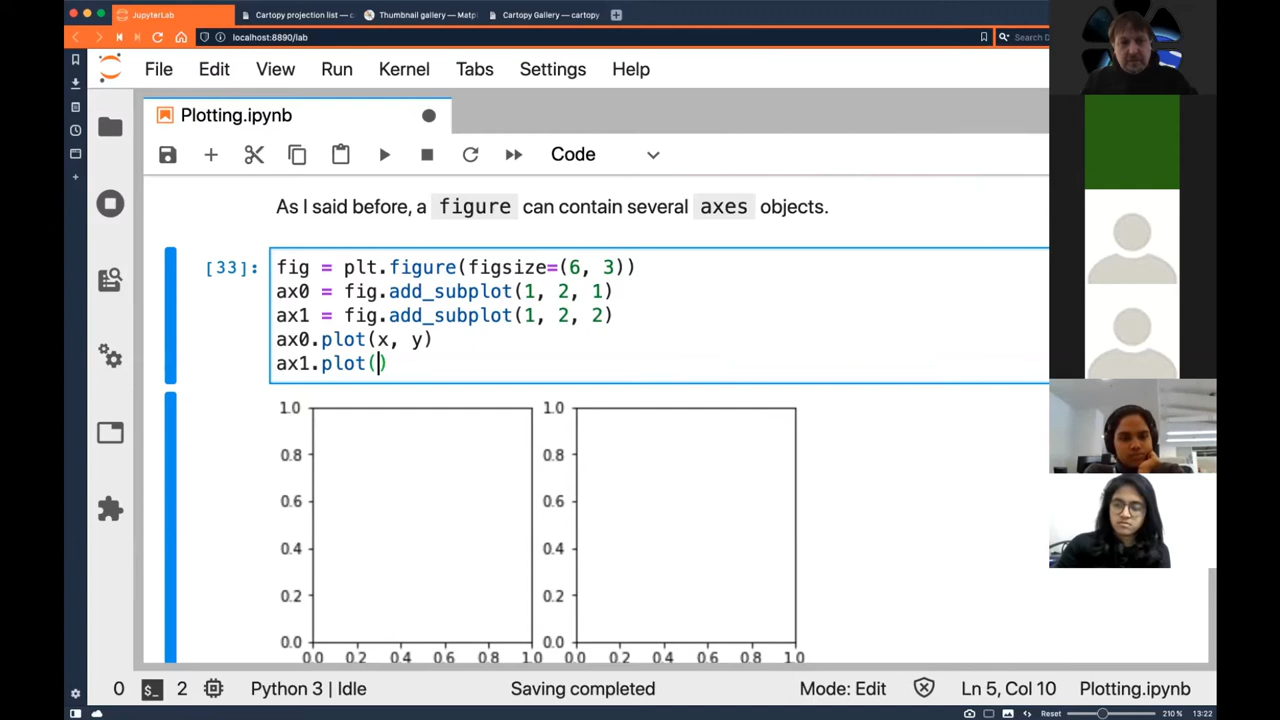 JupyterLab
Cartopy projection list — c
Thumbnail gallery — Matpl
Cartopy Gallery — cartopy
localhost:8890/lab
Search D
File Edit View Run Kernel Tabs Settings Help
Plotting.ipynb
Code
As I said before, a figure can contain several axes objects.
[33]:
fig = plt.figure(figsize=(6, 3))
ax0 = fig.add_subplot(1, 2, 1)
ax1 = fig.add_subplot(1, 2, 2)
ax0.plot(x, y)
ax1.plot()
1.0 1.0
0.8 0.8
0.6 0.6
0.4 0.4
0.2 0.2
0.0 0.0
0.0 0.2 0.4 0.6 0.8 1.0 0.0 0.2 0.4 0.6 0.8 1.0
0 $_ 2 Python 3 | Idle Saving completed Mode: Edit Ln 5, Col 10 Plotting.ipynb
Reset 210 % 13:22